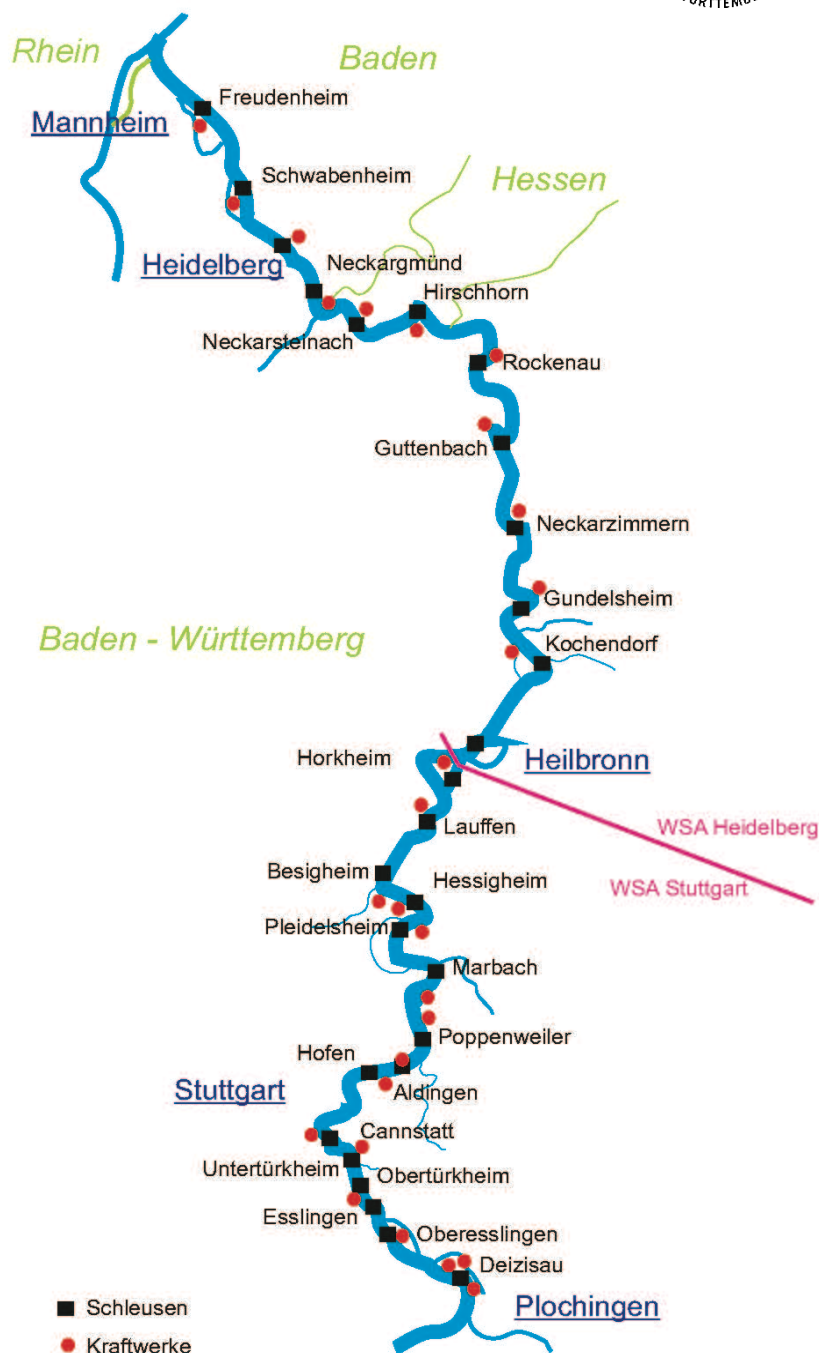 Rhein
Baden
Freudenheim
Mannheim
Schwabenheim
Hessen
Heidelberg
Neckargmünd
Hirschhorn
Neckarsteinach
Rockenau
Guttenbach
Neckarzimmern
Gundelsheim
Baden - Württemberg
Kochendorf
Horkheim
Heilbronn
Lauffen
WSA Heidelberg
WSA Stuttgart
Besigheim
Hessigheim
Pleidelsheim
Marbach
Poppenweiler
Hofen
Stuttgart
Aldingen
Cannstatt
Untertürkheim
Obertürkheim
Esslingen
Oberesslingen
Deizisau
Plochingen
Schleusen
Kraftwerke